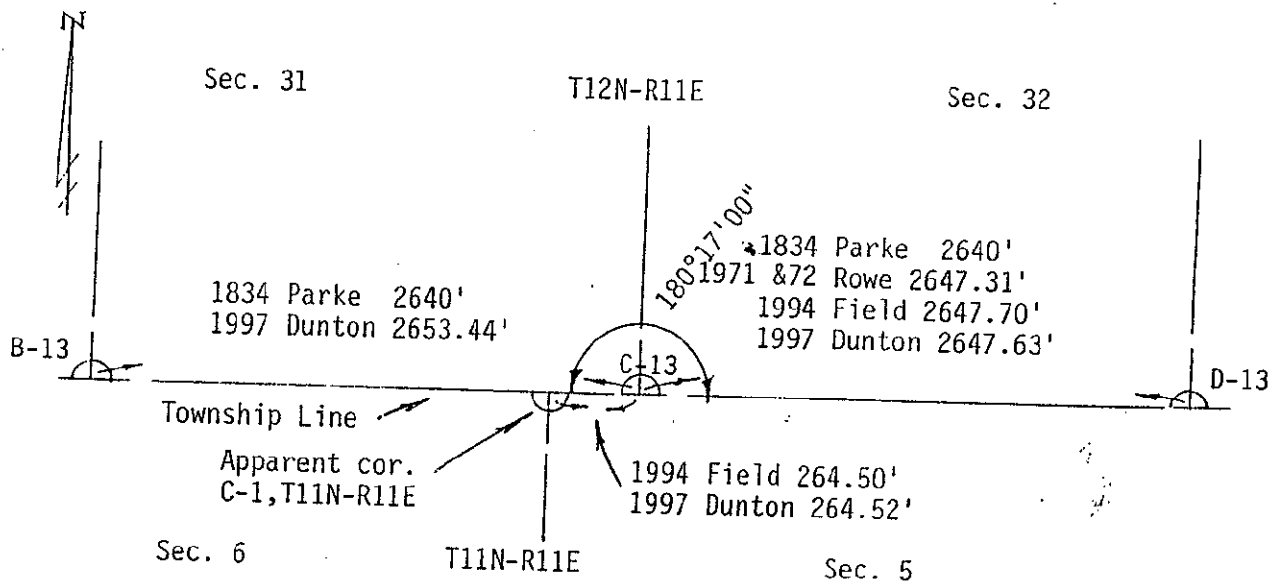 N
Sec. 31
T12N-R11E
Sec. 32
180°17'00"
1834 Parke 2640'
1971 &72 Rowe 2647.31'
1994 Field 2647.70'
1997 Dunton 2647.63'
1834 Parke 2640'
1997 Dunton 2653.44'
B-13
C-13
D-13
Township Line
Apparent cor.
C-1,T11N-R11E
1994 Field 264.50'
1997 Dunton 264.52'
Sec. 6
T11N-R11E
Sec. 5